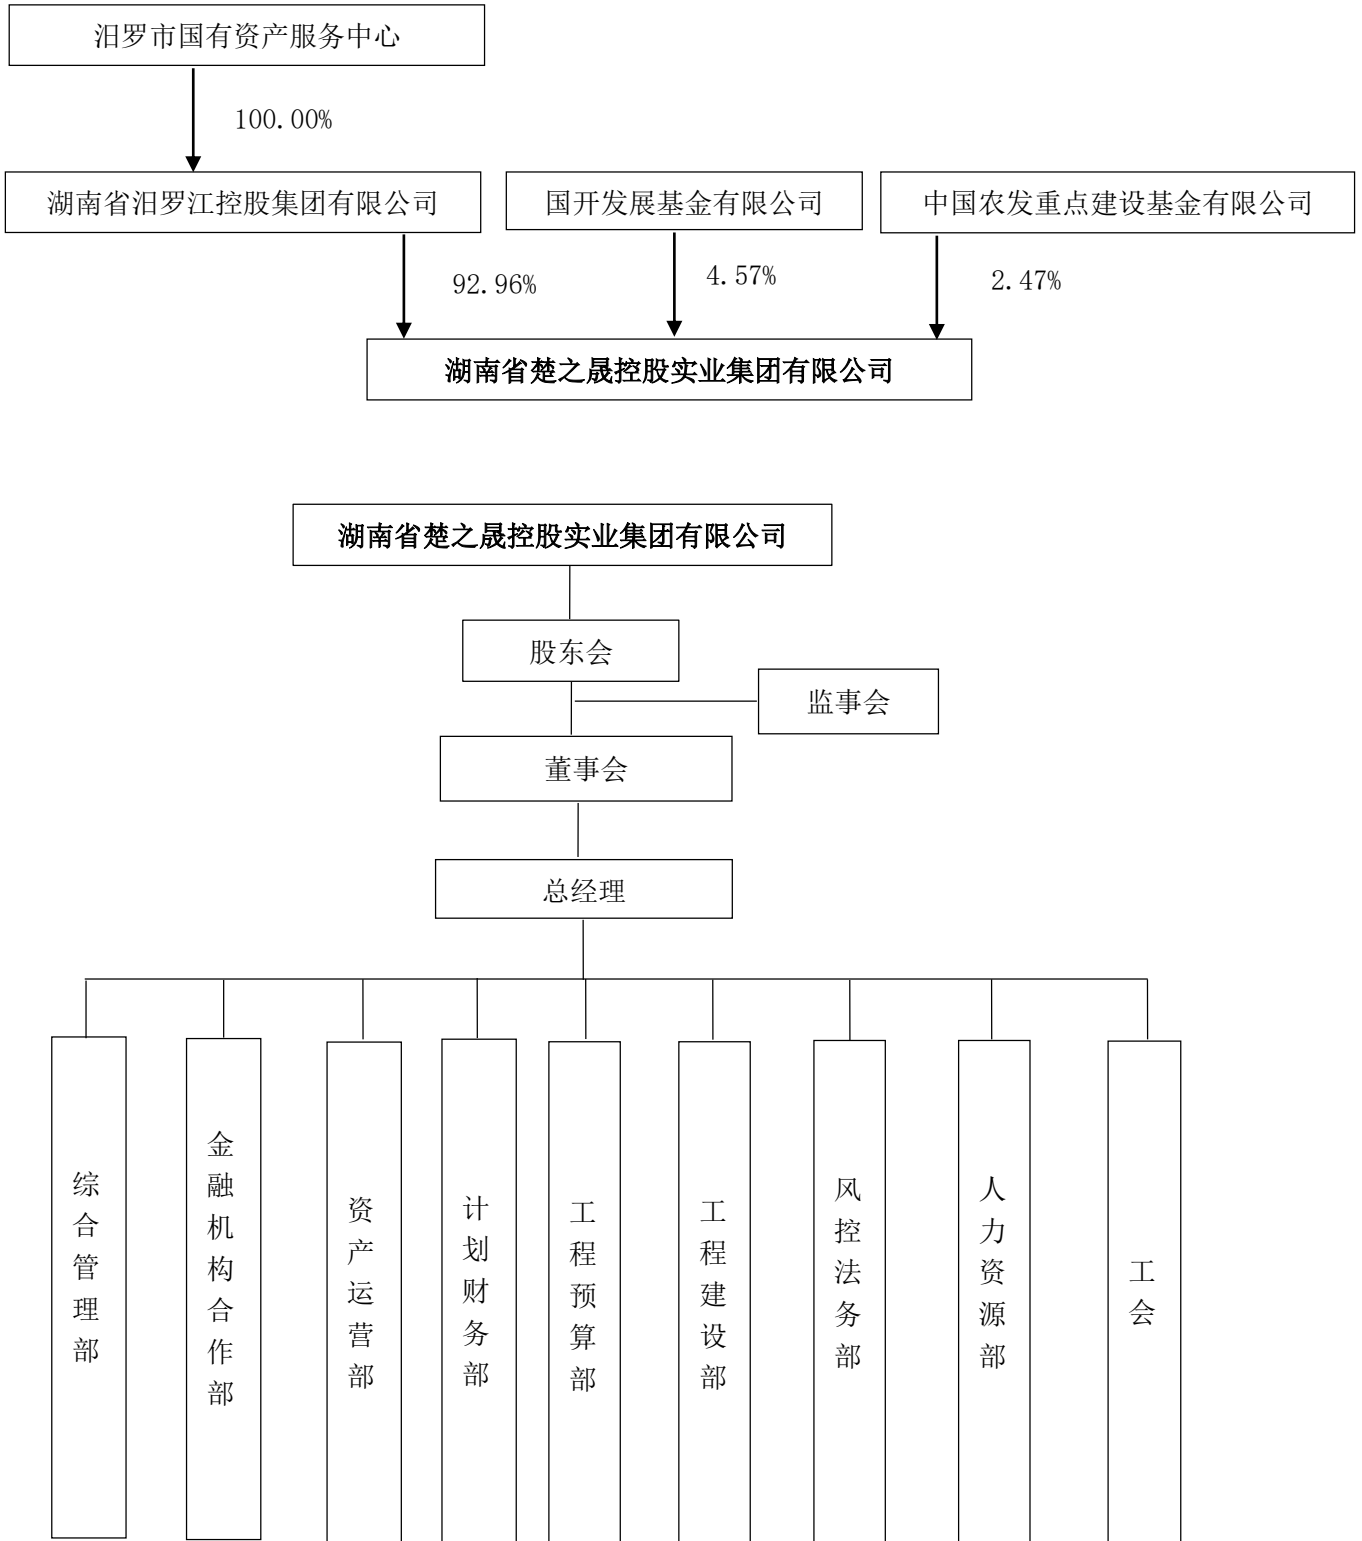 汨罗市国有资产服务中心
100.00%
湖南省汨罗江控股集团有限公司
国开发展基金有限公司
中国农发重点建设基金有限公司
92.96%
4.57%
2.47%
湖南省楚之晟控股实业集团有限公司
湖南省楚之晟控股实业集团有限公司
股东会
监事会
董事会
总经理
综合管理部
金融机构合作部
资产运营部
计划财务部
工程预算部
工程建设部
风控法务部
人力资源部
工会